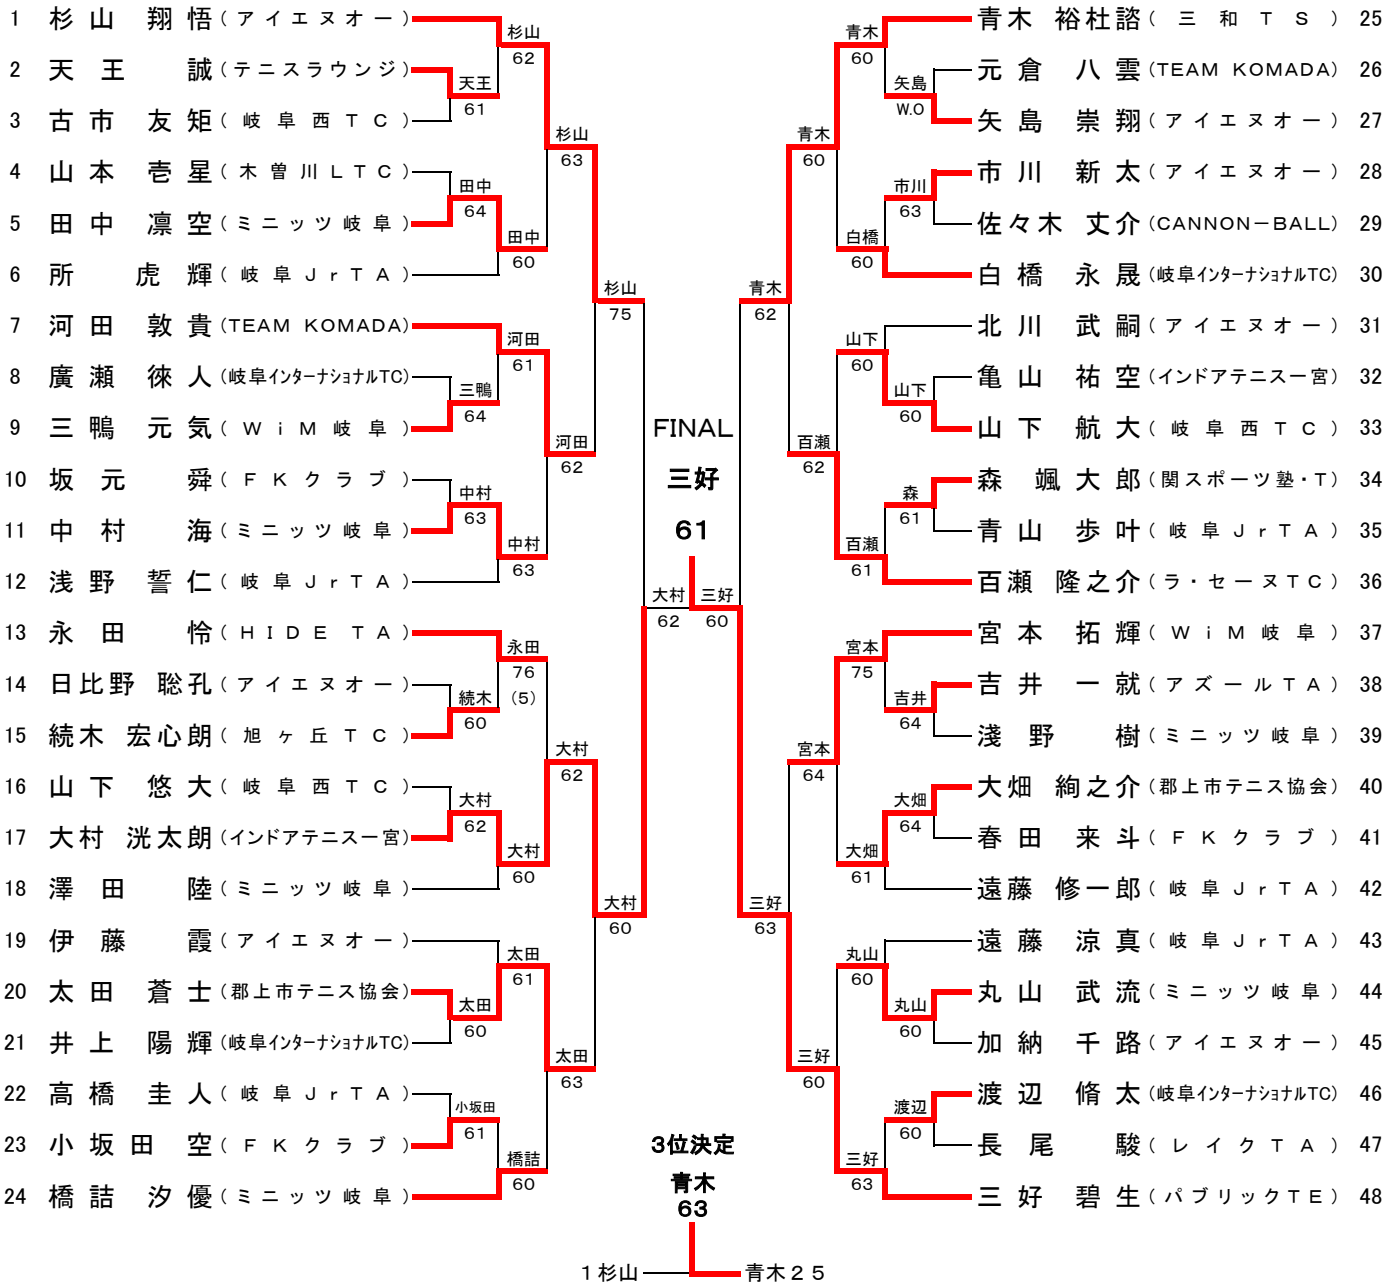 1 杉山 翔悟 (アイエヌオー)
2 天王 誠 (テニスラウンジ)
3 古市 友矩 (岐阜西TC)
4 山本 壱星 (木曽川LTC)
5 田中 凛空 (ミニッツ岐阜)
6 所 虎輝 (岐阜JrTA)
7 河田 敦貴 (TEAM KOMADA)
8 廣瀬 徠人 (岐阜インターナショナルTC)
9 三鴨 元気 (WiM岐阜)
10 坂元 舜 (FKクラブ)
11 中村 海 (ミニッツ岐阜)
12 浅野 誓仁 (岐阜JrTA)
13 永田 怜 (HIDE TA)
14 日比野 聡孔 (アイエヌオー)
15 続木 宏心朗 (旭ヶ丘TC)
16 山下 悠大 (岐阜西TC)
17 大村 洸太朗 (インドアテニス一宮)
18 澤田 陸 (ミニッツ岐阜)
19 伊藤 霞 (アイエヌオー)
20 太田 蒼士 (郡上市テニス協会)
21 井上 陽輝 (岐阜インターナショナルTC)
22 高橋 圭人 (岐阜JrTA)
23 小坂田 空 (FKクラブ)
24 橋詰 汐優 (ミニッツ岐阜)
天王
61
田中
64
三鴨
64
中村
63
続木
60
大村
62
太田
60
小坂田
61
杉山
62
田中
60
河田
61
中村
63
永田
76
(5)
大村
60
太田
61
橋詰
60
杉山
63
河田
62
大村
62
太田
63
杉山
75
大村
60
大村
62
FINAL
三好
61
三好
60
青木
62
三好
63
青木
60
百瀬
62
宮本
64
三好
60
青木
60
白橋
60
山下
60
百瀬
61
宮本
75
大畑
61
丸山
60
三好
63
矢島
W.O
市川
63
山下
60
森
61
吉井
64
大畑
64
丸山
60
渡辺
60
青木 裕杜諮 (三和TS) 25
元倉 八雲 (TEAM KOMADA) 26
矢島 崇翔 (アイエヌオー) 27
市川 新太 (アイエヌオー) 28
佐々木 丈介 (CANNON-BALL) 29
白橋 永晟 (岐阜インターナショナルTC) 30
北川 武嗣 (アイエヌオー) 31
亀山 祐空 (インドアテニス一宮) 32
山下 航大 (岐阜西TC) 33
森 颯大郎 (関スポーツ塾・T) 34
青山 歩叶 (岐阜JrTA) 35
百瀬 隆之介 (ラ・セーヌTC) 36
宮本 拓輝 (WiM岐阜) 37
吉井 一就 (アズールTA) 38
淺野 樹 (ミニッツ岐阜) 39
大畑 絢之介 (郡上市テニス協会) 40
春田 来斗 (FKクラブ) 41
遠藤 修一郎 (岐阜JrTA) 42
遠藤 涼真 (岐阜JrTA) 43
丸山 武流 (ミニッツ岐阜) 44
加納 千路 (アイエヌオー) 45
渡辺 脩太 (岐阜インターナショナルTC) 46
長尾 駿 (レイクTA) 47
三好 碧生 (パブリックTE) 48
3位決定
青木
63
1 杉山
青木 25